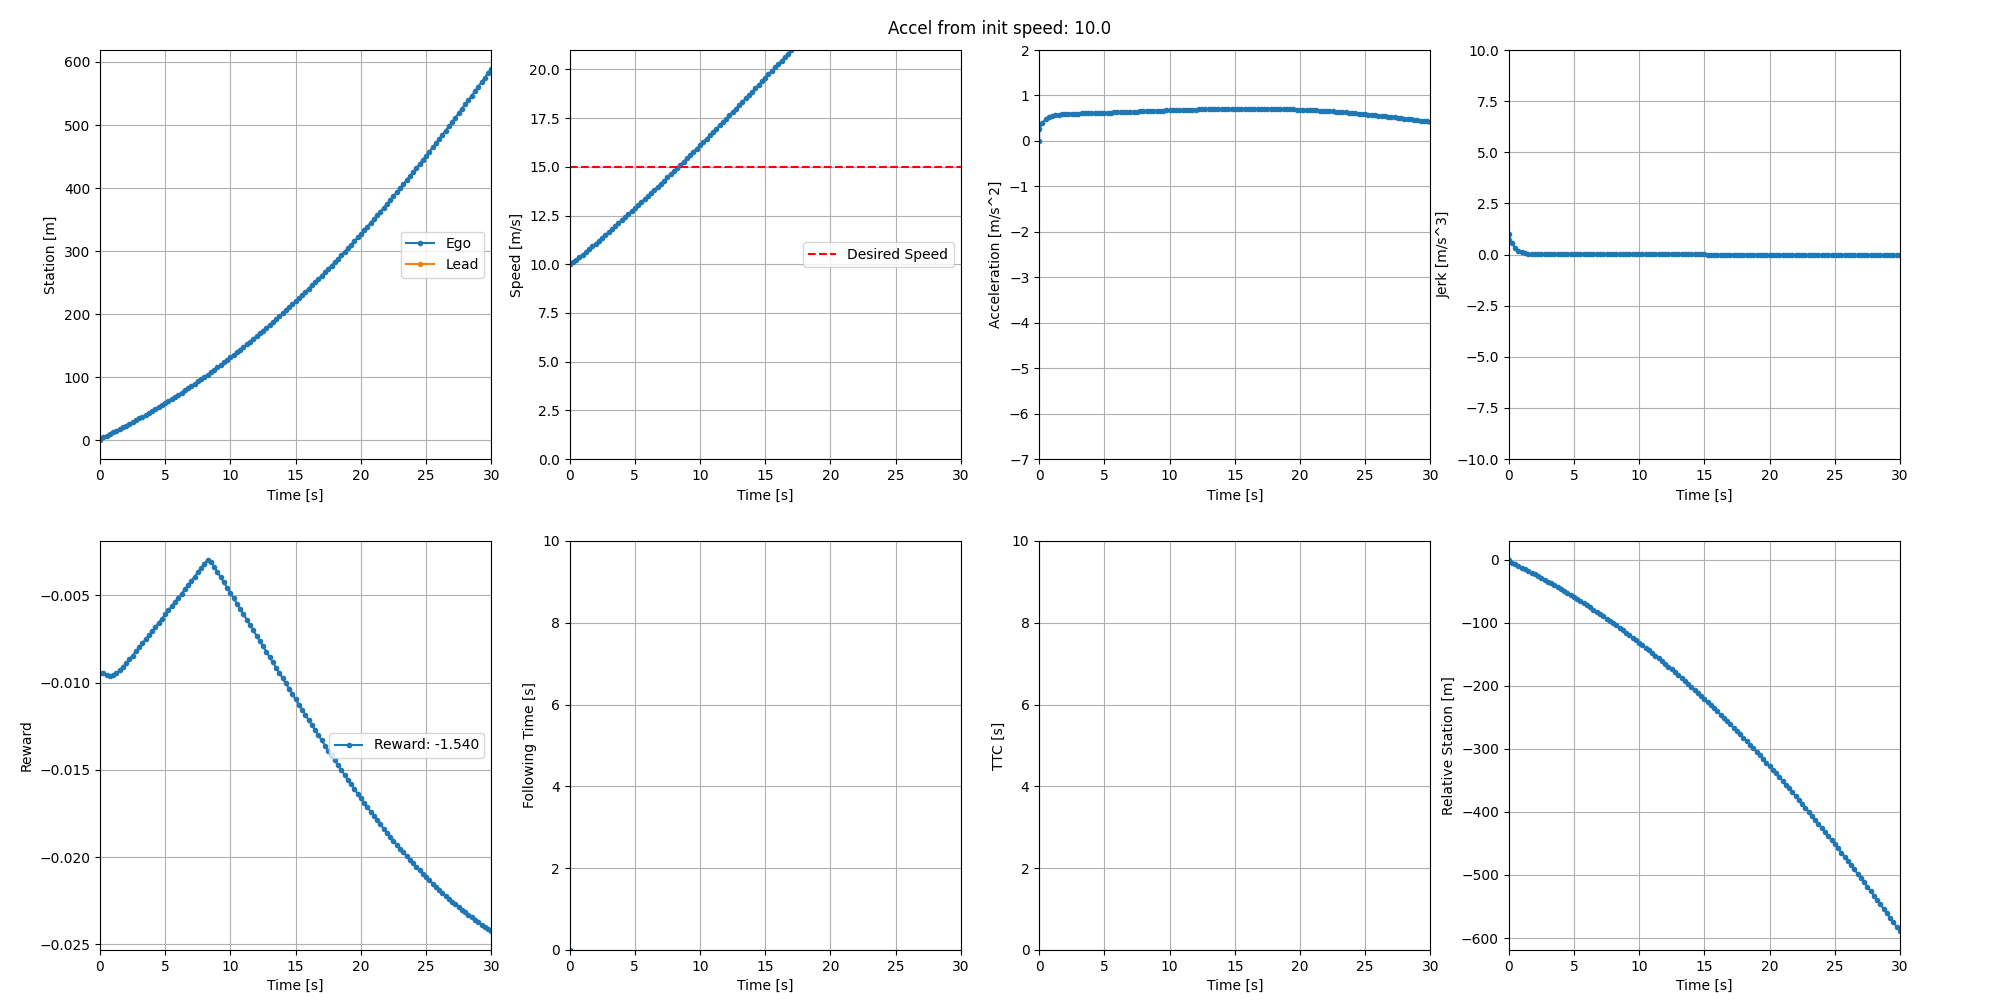 Accel from init speed: 10.0
Station [m]
600
500
400
300
200
100
0
Ego
Lead
0 5 10 15 20 25 30
Time [s]
Speed [m/s]
20.0
17.5
15.0
12.5
10.0
7.5
5.0
2.5
0.0
Desired Speed
0 5 10 15 20 25 30
Time [s]
Acceleration [m/s^2]
2
1
0
−1
−2
−3
−4
−5
−6
−7
0 5 10 15 20 25 30
Time [s]
Jerk [m/s^3]
10.0
7.5
5.0
2.5
0.0
−2.5
−5.0
−7.5
−10.0
0 5 10 15 20 25 30
Time [s]
Reward
−0.005
−0.010
−0.015
−0.020
−0.025
Reward: -1.540
0 5 10 15 20 25 30
Time [s]
Following Time [s]
10
8
6
4
2
0
0 5 10 15 20 25 30
Time [s]
TTC [s]
10
8
6
4
2
0
0 5 10 15 20 25 30
Time [s]
Relative Station [m]
0
−100
−200
−300
−400
−500
−600
0 5 10 15 20 25 30
Time [s]